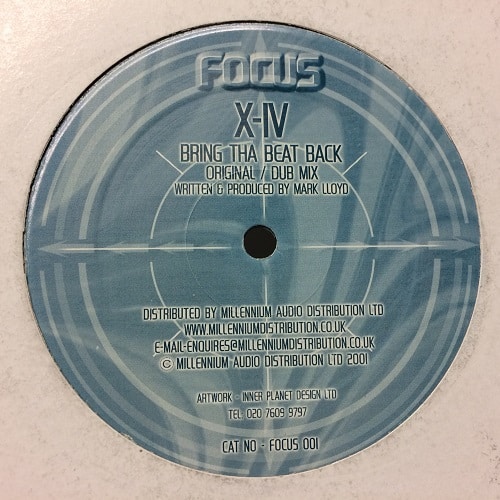 FOCUS
X-IV
BRING THA BEAT BACK
ORIGINAL / DUB MIX
WRITTEN & PRODUCED BY MARK LLOYD
DISTRIBUTED BY MILLENNIUM AUDIO DISTRIBUTION LTD
WWW.MILLENNIUMDISTRIBUTION.CO.UK
E-MAIL-ENQUIRES@MILLENNIUMDISTRIBUTION.CO.UK
© MILLENNIUM AUDIO DISTRIBUTION LTD 2001
ARTWORK - INNER PLANET DESIGN LTD
TEL 020 7609 9797
CAT NO - FOCUS 001